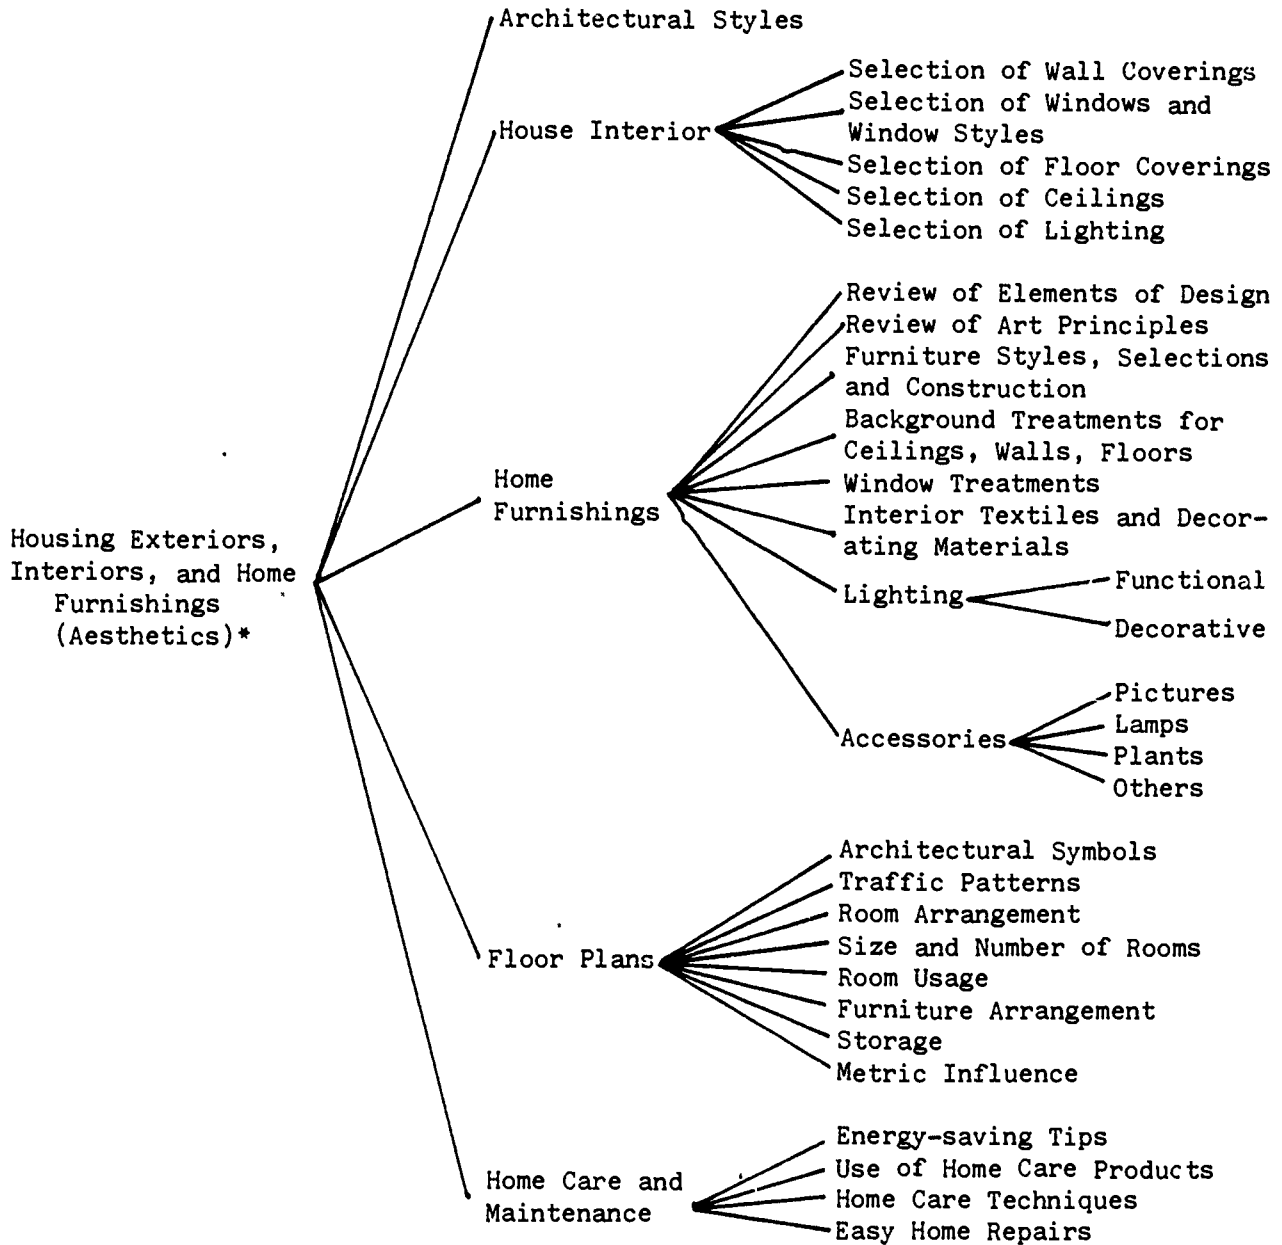 Architectural Styles
House Interior
Selection of Wall Coverings
Selection of Windows and
Window Styles
Selection of Floor Coverings
Selection of Ceilings
Selection of Lighting
Home
Furnishings
Review of Elements of Design
Review of Art Principles
Furniture Styles, Selections
and Construction
Background Treatments for
Ceilings, Walls, Floors
Window Treatments
Interior Textiles and Decor-
ating Materials
Lighting
Functional
Decorative
Accessories
Pictures
Lamps
Plants
Others
Housing Exteriors,
Interiors, and Home
Furnishings
(Aesthetics)*
Floor Plans
Architectural Symbols
Traffic Patterns
Room Arrangement
Size and Number of Rooms
Room Usage
Furniture Arrangement
Storage
Metric Influence
Home Care and
Maintenance
Energy-saving Tips
Use of Home Care Products
Home Care Techniques
Easy Home Repairs